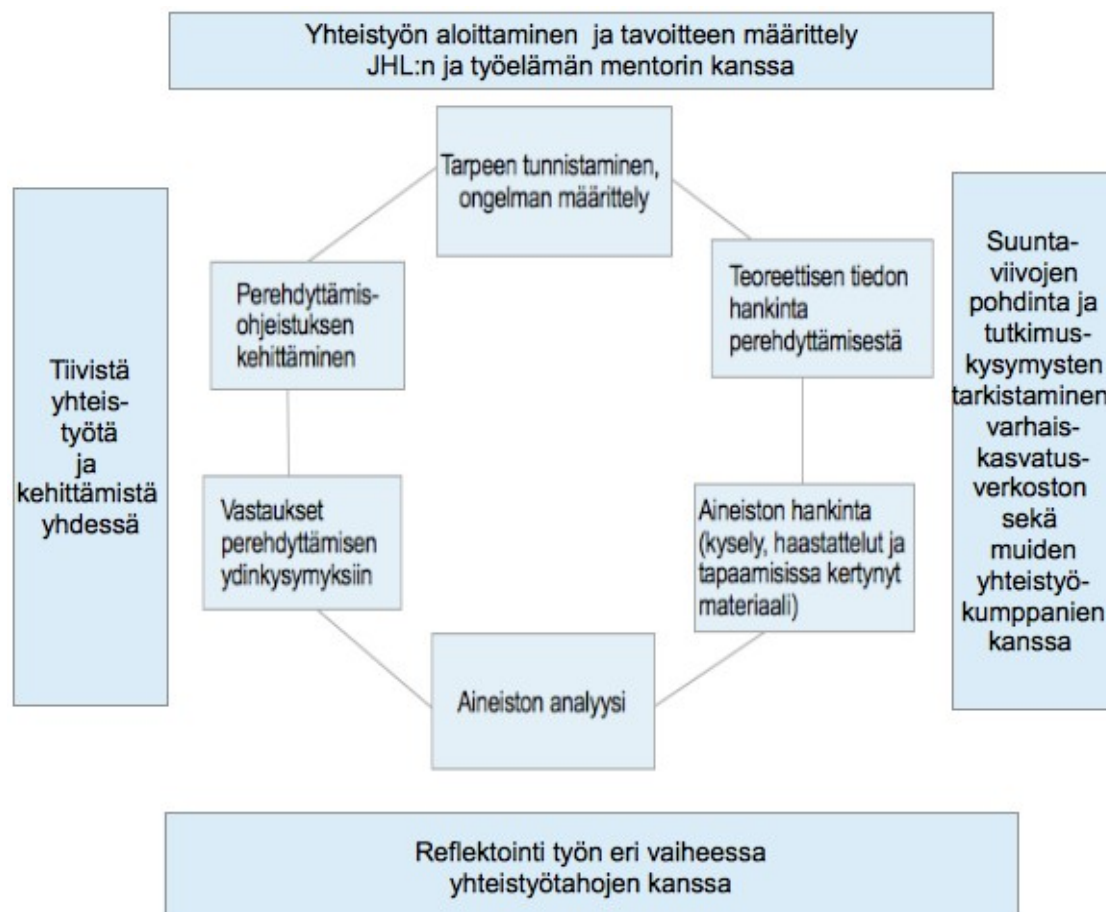 Yhteistyön aloittaminen ja tavoitteen määrittely
JHL:n ja työelämän mentorin kanssa
Tarpeen tunnistaminen,
ongelman määrittely
Teoreettisen tiedon
hankinta
perehdyttämisestä
Suunta-
viivojen
pohdinta ja
tutkimus-
kysymysten
tarkistaminen
varhais-
kasvatus-
verkoston
sekä
muiden
yhteistyö-
kumppanien
kanssa
Aineiston hankinta
(kysely, haastattelut ja
tapaamisissa kertynyt
materiaali)
Aineiston analyysi
Vastaukset
perehdyttämisen
ydinkysymyksiin
Perehdyttämis-
ohjeistuksen
kehittäminen
Tiivistä
yhteis-
työtä
ja
kehittämistä
yhdessä
Reflektointi työn eri vaiheessa
yhteistyötahojen kanssa